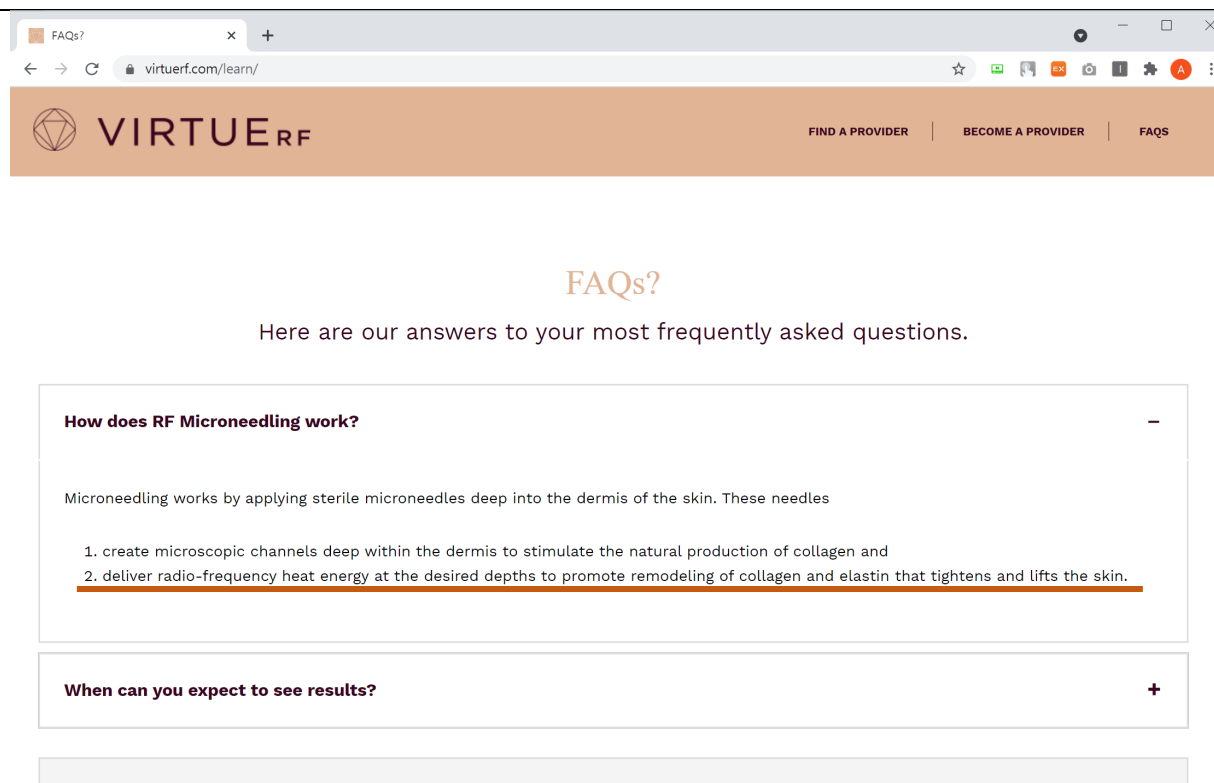 FAQs?
virtuerf.com/learn/
EX
A
VIRTUERF
FIND A PROVIDER
BECOME A PROVIDER
FAQS
FAQs?
Here are our answers to your most frequently asked questions.
How does RF Microneedling work?
Microneedling works by applying sterile microneedles deep into the dermis of the skin. These needles
1. create microscopic channels deep within the dermis to stimulate the natural production of collagen and
2. deliver radio-frequency heat energy at the desired depths to promote remodeling of collagen and elastin that tightens and lifts the skin.
When can you expect to see results?